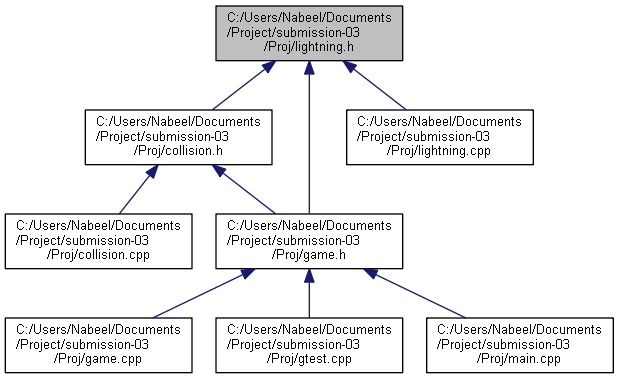 C:/Users/Nabeel/Documents
/Project/submission-03
/Proj/lightning.h
C:/Users/Nabeel/Documents
/Project/submission-03
/Proj/collision.h
C:/Users/Nabeel/Documents
/Project/submission-03
/Proj/lightning.cpp
C:/Users/Nabeel/Documents
/Project/submission-03
/Proj/collision.cpp
C:/Users/Nabeel/Documents
/Project/submission-03
/Proj/game.h
C:/Users/Nabeel/Documents
/Project/submission-03
/Proj/game.cpp
C:/Users/Nabeel/Documents
/Project/submission-03
/Proj/gtest.cpp
C:/Users/Nabeel/Documents
/Project/submission-03
/Proj/main.cpp